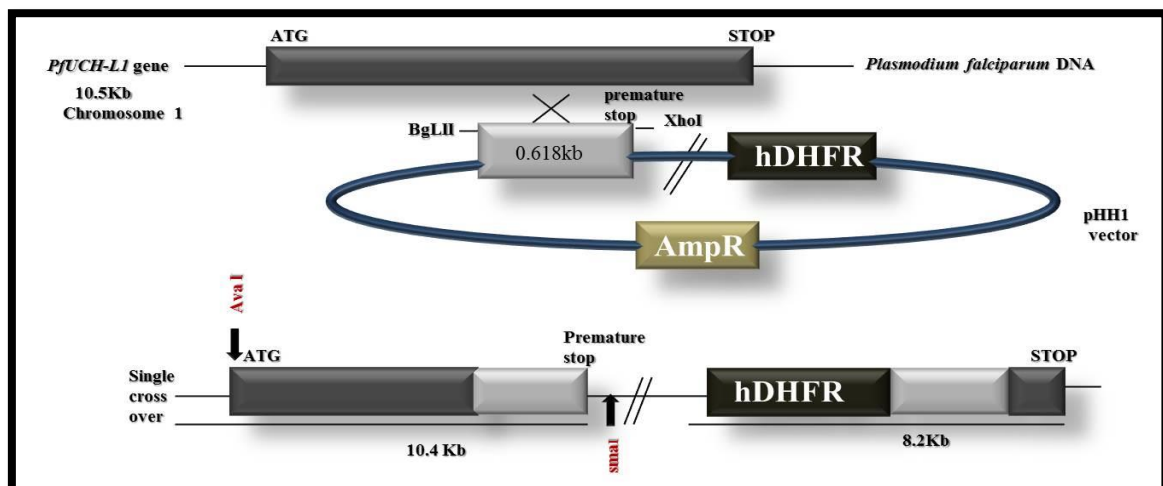 ATG
STOP
PfUCH-L1 gene
Plasmodium falciparum DNA
10.5Kb
Chromosome 1
premature
stop
BgLII
XhoI
0.618kb
hDHFR
pHH1
vector
AmpR
Ava I
ATG
Premature
stop
STOP
Single
cross
over
hDHFR
10.4 Kb
smaI
8.2Kb